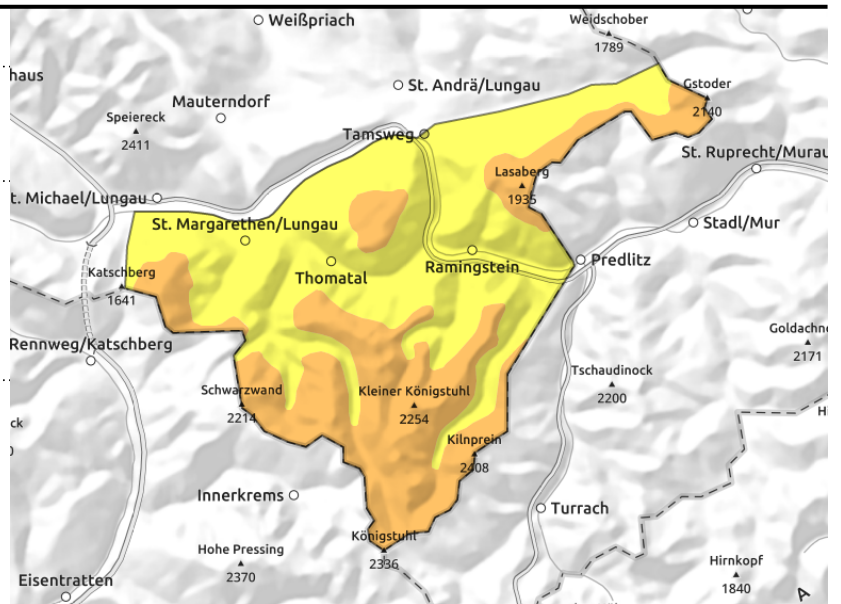 Weißpriach
Weidschober
1789
haus
St. Andrä/Lungau
Gstoder
2140
Mauterndorf
Speiereck
2411
Tamsweg
St. Ruprecht/Murau
Lasaberg
1935
t. Michael/Lungau
St. Margarethen/Lungau
Stadl/Mur
Thomatal
Ramingstein
Predlitz
Katschberg
1641
Rennweg/Katschberg
Goldachn
2171
Tschaudinock
2200
Schwarzwand
2214
Kleiner Königstuhl
2254
ck
Kilnprein
2408
Innerkrems
Turrach
Königstuhl
2336
Hohe Pressing
2370
Hirnkopf
1840
Eisentratten
A